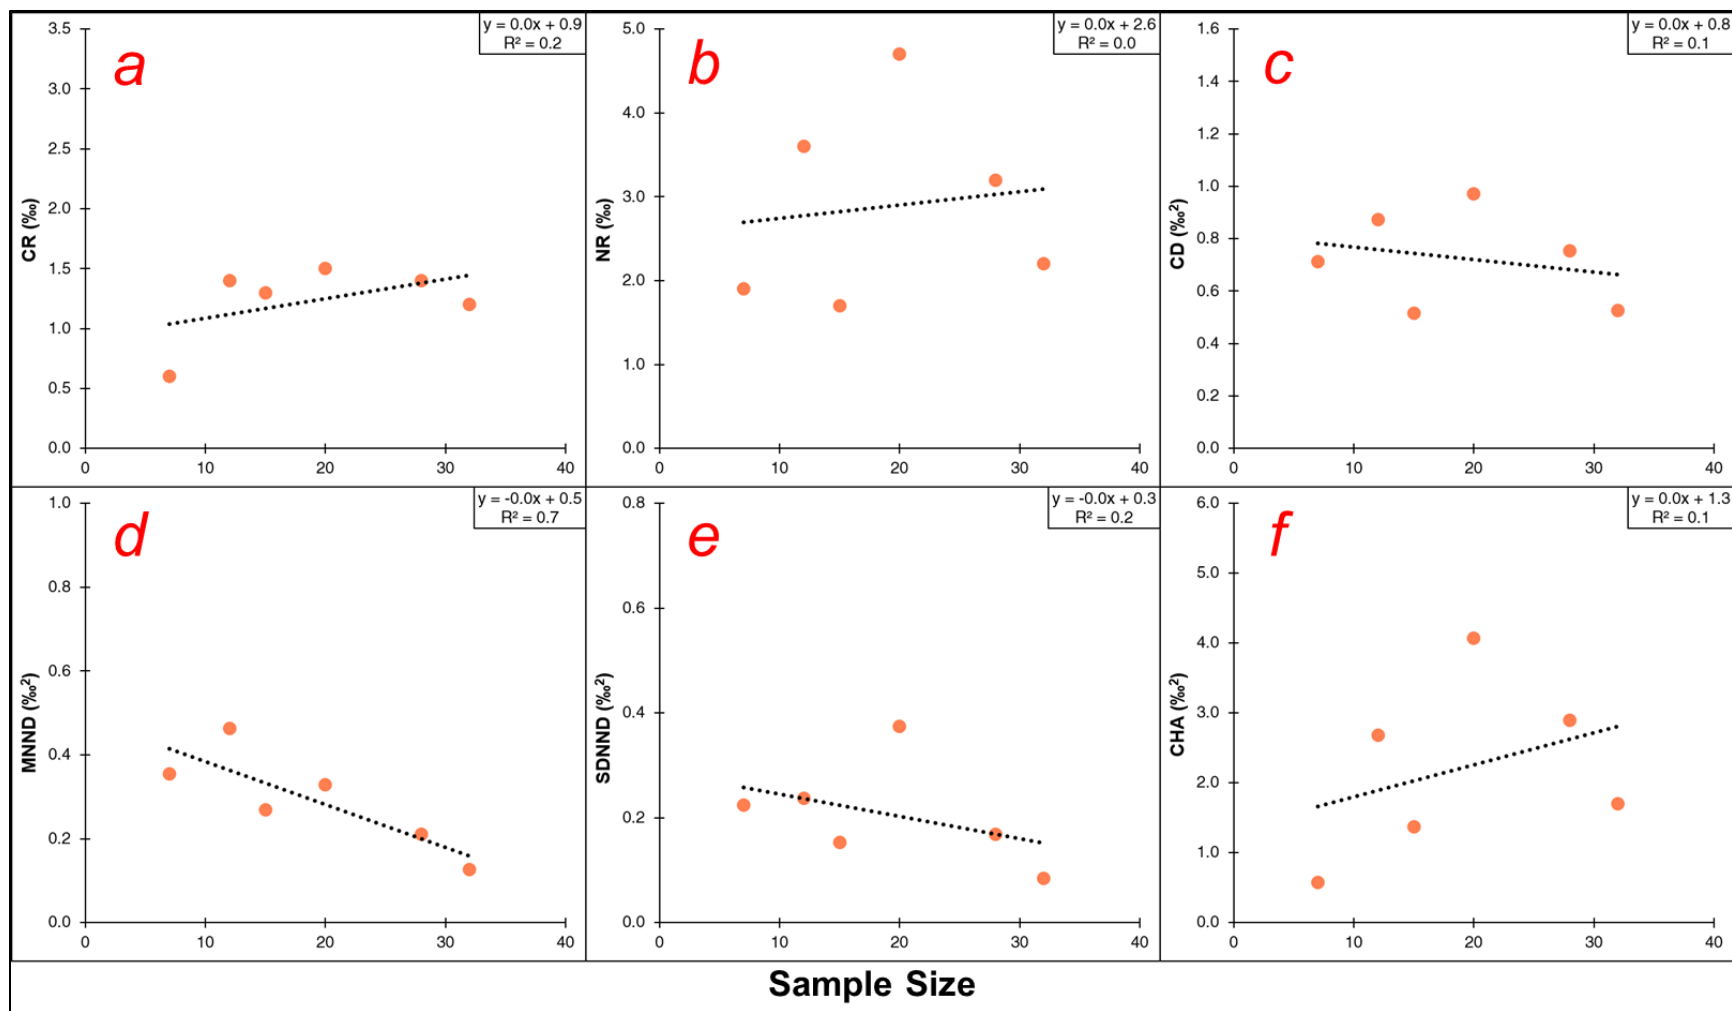 y = 0.0x + 0.9
R² = 0.2
a
3.5
3.0
2.5
2.0
1.5
1.0
0.5
0.0
CR (‰)
0 10 20 30 40
y = 0.0x + 2.6
R² = 0.0
b
5.0
4.0
3.0
2.0
1.0
0.0
NR (‰)
0 10 20 30 40
y = 0.0x + 0.8
R² = 0.1
c
1.6
1.4
1.2
1.0
0.8
0.6
0.4
0.2
0.0
CD (‰²)
0 10 20 30 40
y = -0.0x + 0.5
R² = 0.7
d
1.0
0.8
0.6
0.4
0.2
0.0
MNND (‰²)
0 10 20 30 40
y = -0.0x + 0.3
R² = 0.2
e
0.8
0.6
0.4
0.2
0.0
SDNND (‰²)
0 10 20 30 40
y = 0.0x + 1.3
R² = 0.1
f
6.0
5.0
4.0
3.0
2.0
1.0
0.0
CHA (‰²)
0 10 20 30 40
Sample Size